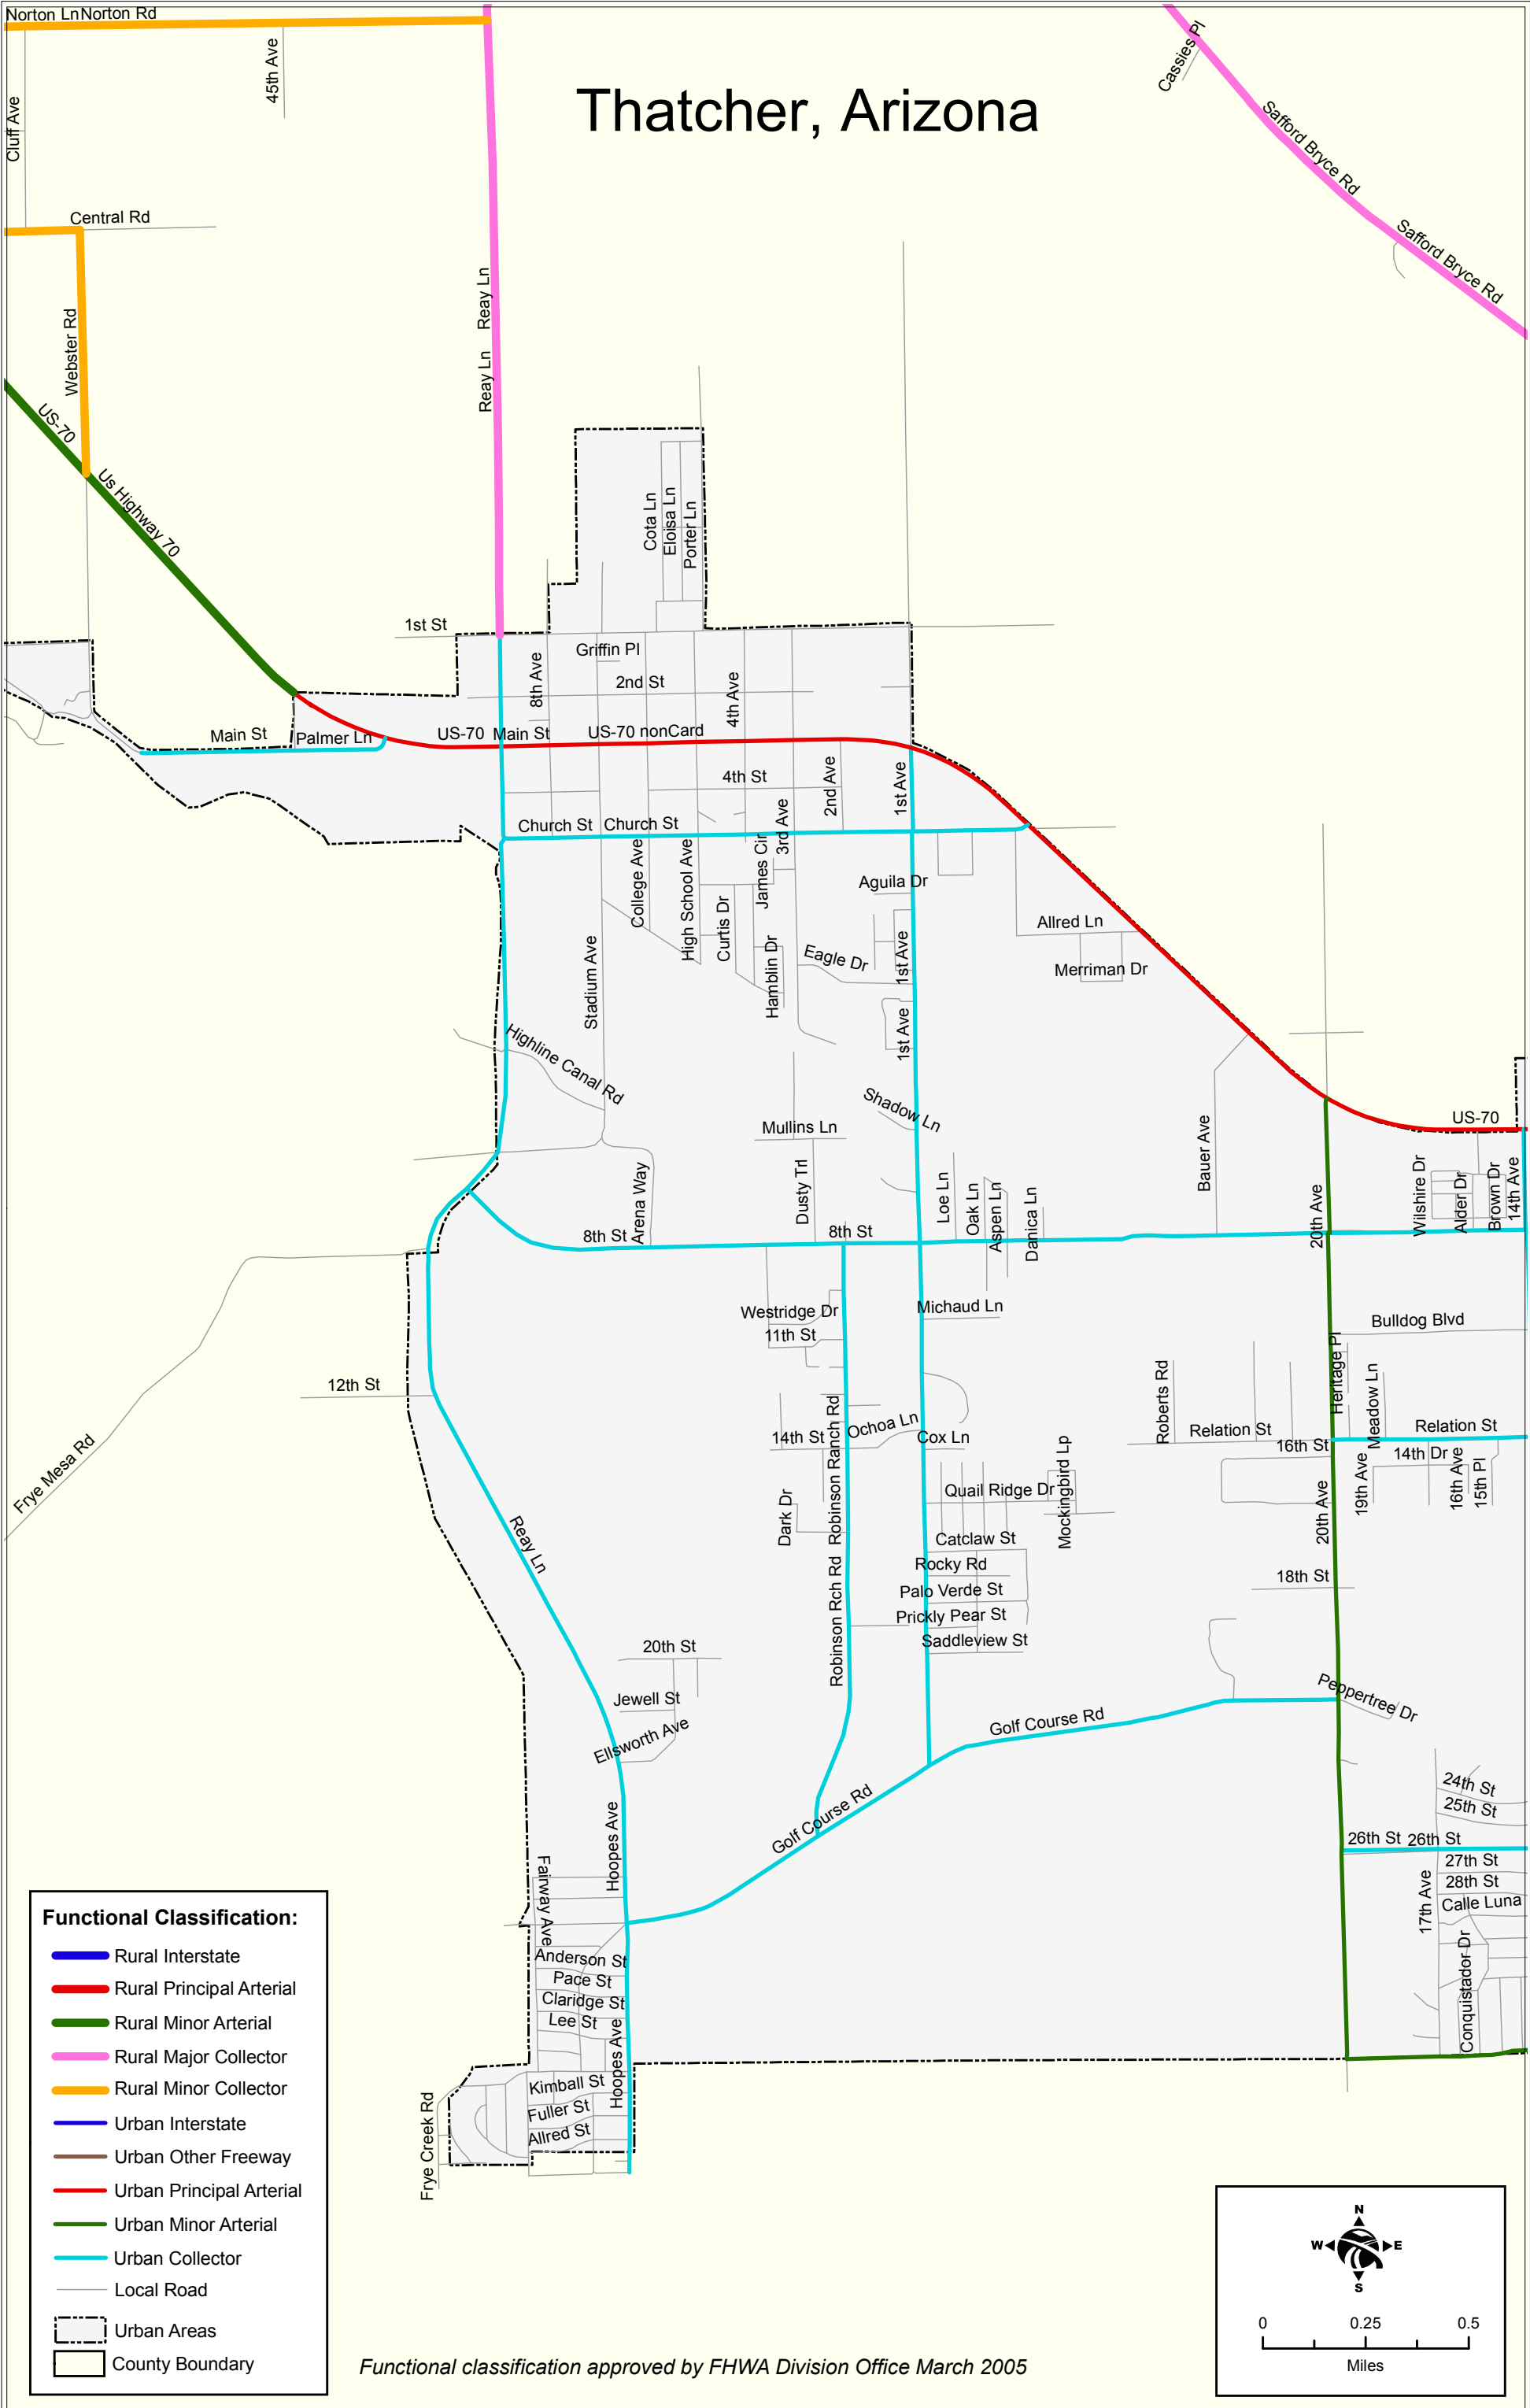 Norton Ln
Norton Rd
Cluff Ave
45th Ave
Cassies Pl
Thatcher, Arizona
Safford Bryce Rd
Safford Bryce Rd
Central Rd
Webster Rd
Reay Ln
Reay Ln
US-70
Us Highway 70
Cota Ln
Eloisa Ln
Porter Ln
1st St
Griffin Pl
8th Ave
2nd St
4th Ave
Main St
Palmer Ln
US-70
Main St
US-70 nonCard
4th St
2nd Ave
1st Ave
Church St
Church St
3rd Ave
College Ave
High School Ave
James Cir
Curtis Dr
Aguila Dr
Allred Ln
Merriman Dr
Stadium Ave
Hamblin Dr
Eagle Dr
1st Ave
1st Ave
Highline Canal Rd
Shadow Ln
Mullins Ln
US-70
Bauer Ave
Arena Way
Dusty Trl
Loe Ln
Oak Ln
Aspen Ln
Danica Ln
20th Ave
Wilshire Dr
Alder Dr
Brown Dr
14th Ave
8th St
8th St
Westridge Dr
Michaud Ln
11th St
Bulldog Blvd
Heritage Pl
12th St
Roberts Rd
Meadow Ln
Ochoa Ln
Cox Ln
Relation St
Relation St
14th St
16th St
14th Dr
Robinson Ranch Rd
Mockingbird Lp
19th Ave
16th Ave
15th Pl
Frye Mesa Rd
Dark Dr
Quail Ridge Dr
20th Ave
Reay Ln
Catclaw St
Rocky Rd
18th St
Palo Verde St
Robinson Rch Rd
Prickly Pear St
Saddleview St
20th St
Jewell St
Peppertree Dr
Ellsworth Ave
Golf Course Rd
24th St
25th St
Golf Course Rd
26th St
26th St
Hoopes Ave
27th St
28th St
Fairway Ave
17th Ave
Calle Luna
Anderson St
Pace St
Claridge St
Lee St
Conquistador Dr
Hoopes Ave
Kimball St
Fuller St
Allred St
Frye Creek Rd
Functional Classification:
Rural Interstate
Rural Principal Arterial
Rural Minor Arterial
Rural Major Collector
Rural Minor Collector
Urban Interstate
Urban Other Freeway
Urban Principal Arterial
Urban Minor Arterial
Urban Collector
Local Road
Urban Areas
County Boundary
Functional classification approved by FHWA Division Office March 2005
N
W E
S
0 0.25 0.5
Miles